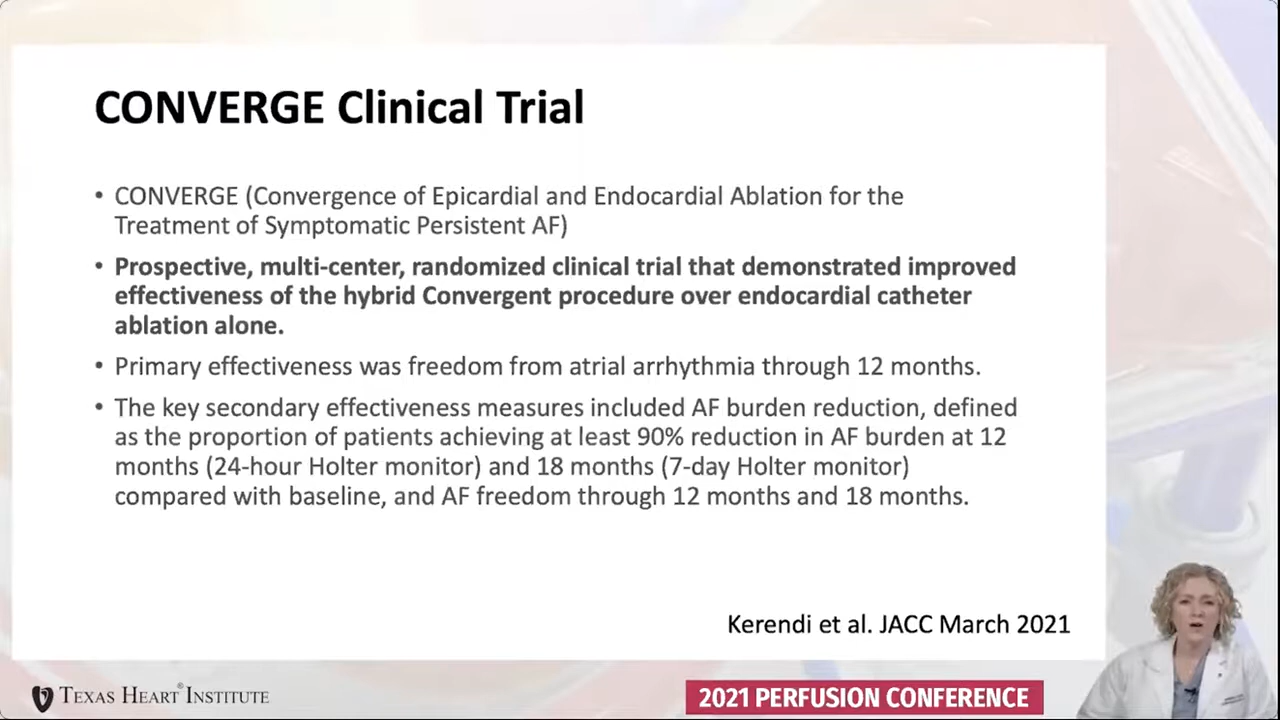 CONVERGE Clinical Trial
• CONVERGE (Convergence of Epicardial and Endocardial Ablation for the
Treatment of Symptomatic Persistent AF)
• Prospective, multi-center, randomized clinical trial that demonstrated improved
effectiveness of the hybrid Convergent procedure over endocardial catheter
ablation alone.
• Primary effectiveness was freedom from atrial arrhythmia through 12 months.
• The key secondary effectiveness measures included AF burden reduction, defined
as the proportion of patients achieving at least 90% reduction in AF burden at 12
months (24-hour Holter monitor) and 18 months (7-day Holter monitor)
compared with baseline, and AF freedom through 12 months and 18 months.
Kerendi et al. JACC March 2021
TEXAS HEART® INSTITUTE
2021 PERFUSION CONFERENCE